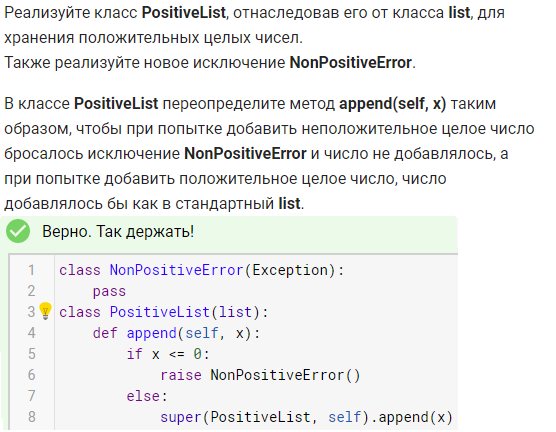 Реализуйте класс PositiveList, отнаследовав его от класса list, для
хранения положительных целых чисел.
Также реализуйте новое исключение NonPositiveError.
В классе PositiveList переопределите метод append(self, x) таким
образом, чтобы при попытке добавить неположительное целое число
бросалось исключение NonPositiveError и число не добавлялось, а
при попытке добавить положительное целое число, число
добавлялось бы как в стандартный list.
Верно. Так держать!
1 class NonPositiveError(Exception):
2     pass
3 class PositiveList(list):
4     def append(self, x):
5         if x <= 0:
6             raise NonPositiveError()
7         else:
8             super(PositiveList, self).append(x)